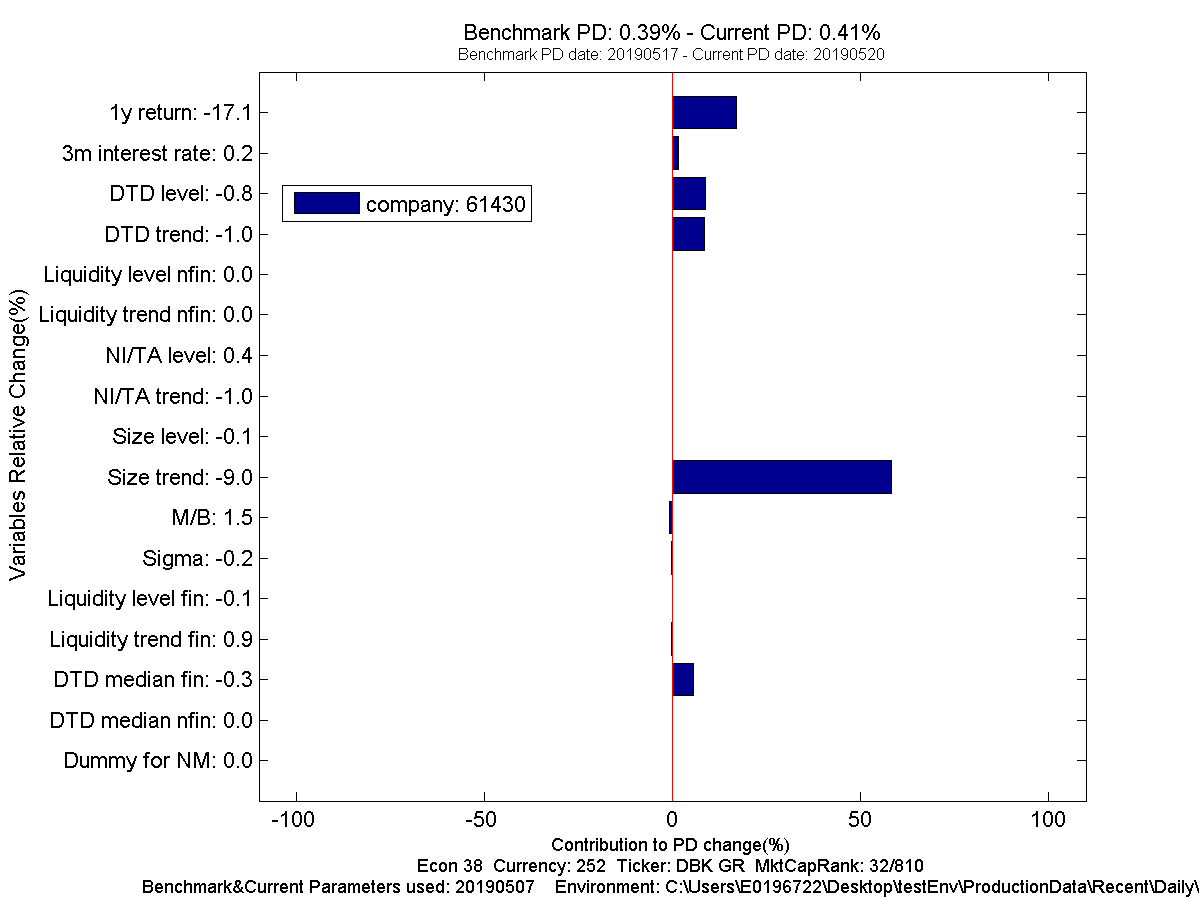 Benchmark PD: 0.39% - Current PD: 0.41%
Benchmark PD date: 20190517 - Current PD date: 20190520
Variables Relative Change(%)
1y return: -17.1
3m interest rate: 0.2
DTD level: -0.8
DTD trend: -1.0
Liquidity level nfin: 0.0
Liquidity trend nfin: 0.0
NI/TA level: 0.4
NI/TA trend: -1.0
Size level: -0.1
Size trend: -9.0
M/B: 1.5
Sigma: -0.2
Liquidity level fin: -0.1
Liquidity trend fin: 0.9
DTD median fin: -0.3
DTD median nfin: 0.0
Dummy for NM: 0.0
company: 61430
-100 -50 0 50 100
Contribution to PD change(%)
Econ 38 Currency: 252 Ticker: DBK GR MktCapRank: 32/810
Benchmark&Current Parameters used: 20190507 Environment: C:\Users\E0196722\Desktop\testEnv\ProductionData\Recent\Daily\